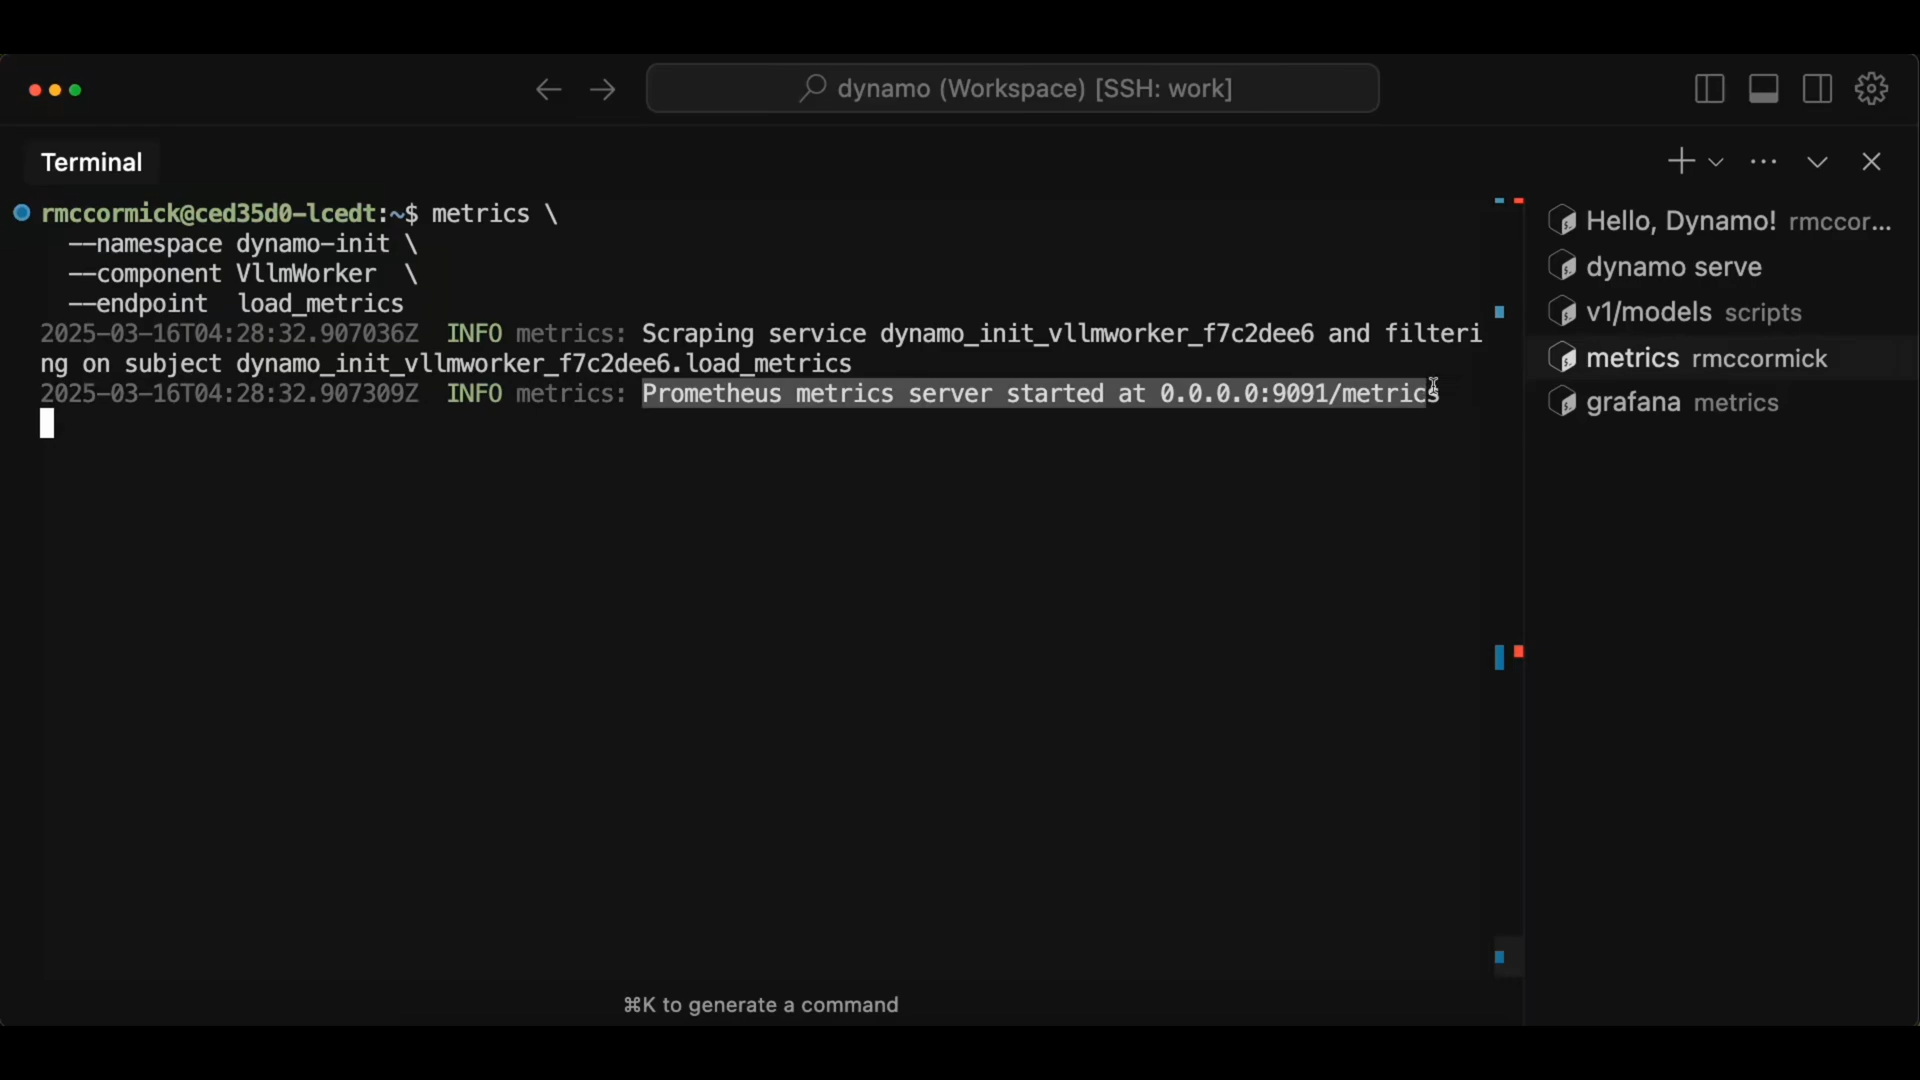 dynamo (Workspace) [SSH: work]
Terminal
rmccormick@ced35d0-lcedt:~$ metrics \
--namespace dynamo-init \
--component VllmWorker \
--endpoint load_metrics
2025-03-16T04:28:32.907036Z INFO metrics: Scraping service dynamo_init_vllmworker_f7c2dee6 and filteri
ng on subject dynamo_init_vllmworker_f7c2dee6.load_metrics
2025-03-16T04:28:32.907309Z INFO metrics: Prometheus metrics server started at 0.0.0.0:9091/metrics
Hello, Dynamo! rmccor...
dynamo serve
v1/models scripts
metrics rmccormick
grafana metrics
⌘K to generate a command